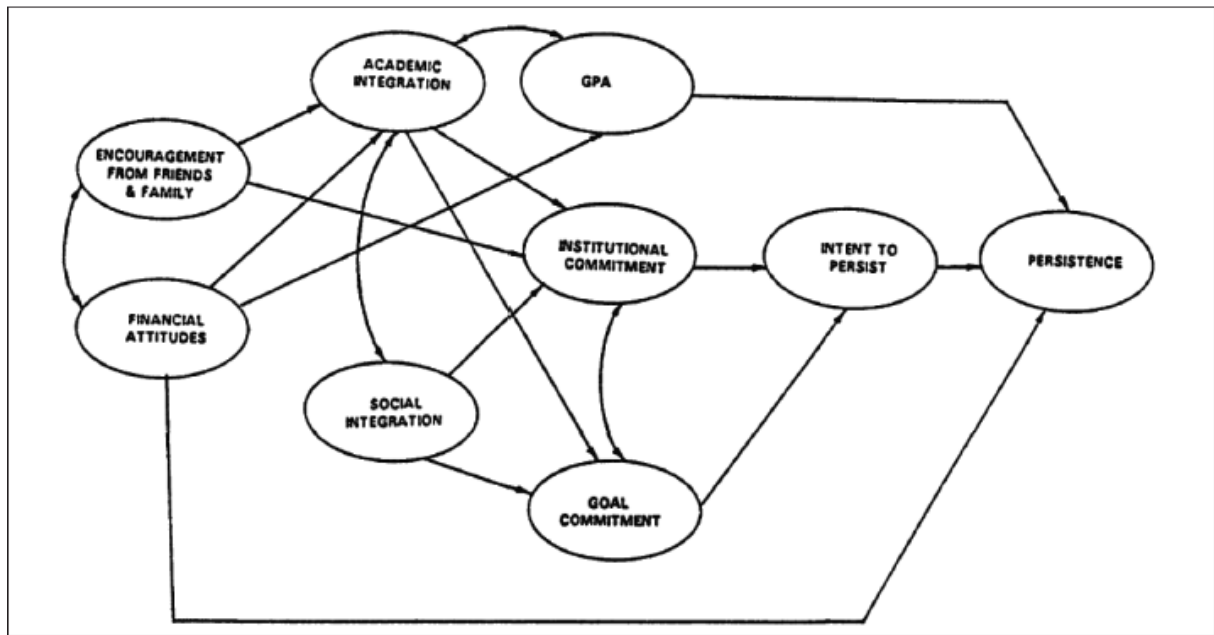 ACADEMIC
INTEGRATION
GPA
ENCOURAGEMENT
FROM FRIENDS
& FAMILY
INSTITUTIONAL
COMMITMENT
INTENT TO
PERSIST
PERSISTENCE
FINANCIAL
ATTITUDES
SOCIAL
INTEGRATION
GOAL
COMMITMENT